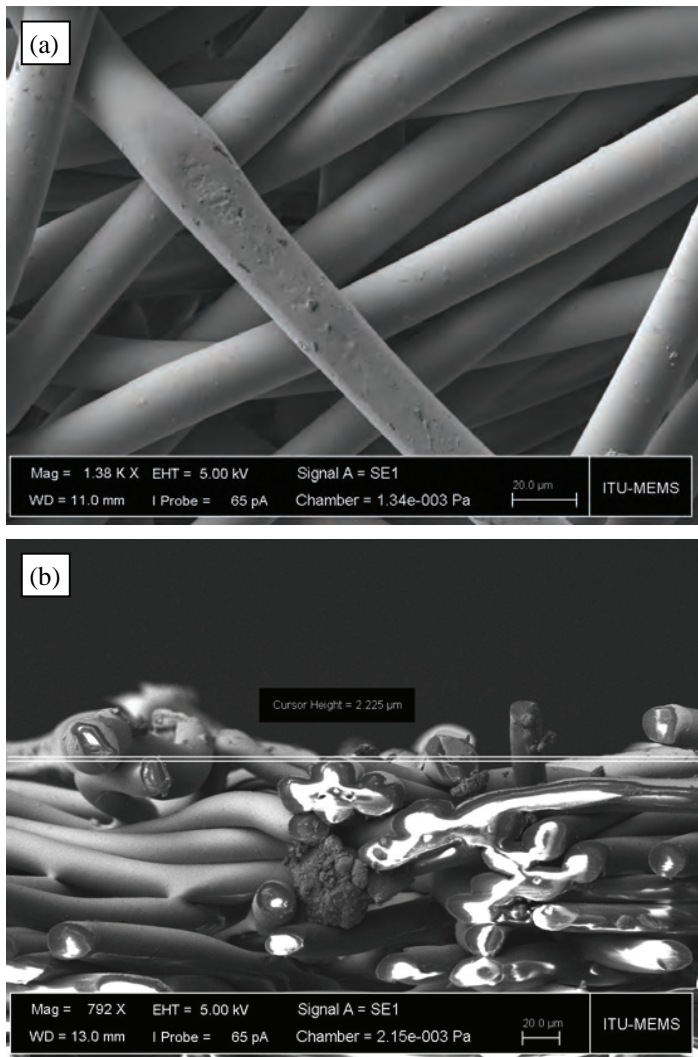 (a)
Mag = 1.38 K X EHT = 5.00 kV Signal A = SE1 20.0 µm ITU-MEMS
WD = 11.0 mm I Probe = 65 pA Chamber = 1.34e-003 Pa
(b)
Cursor Height = 2.225 µm
Mag = 792 X EHT = 5.00 kV Signal A = SE1 20.0 µm ITU-MEMS
WD = 13.0 mm I Probe = 65 pA Chamber = 2.15e-003 Pa